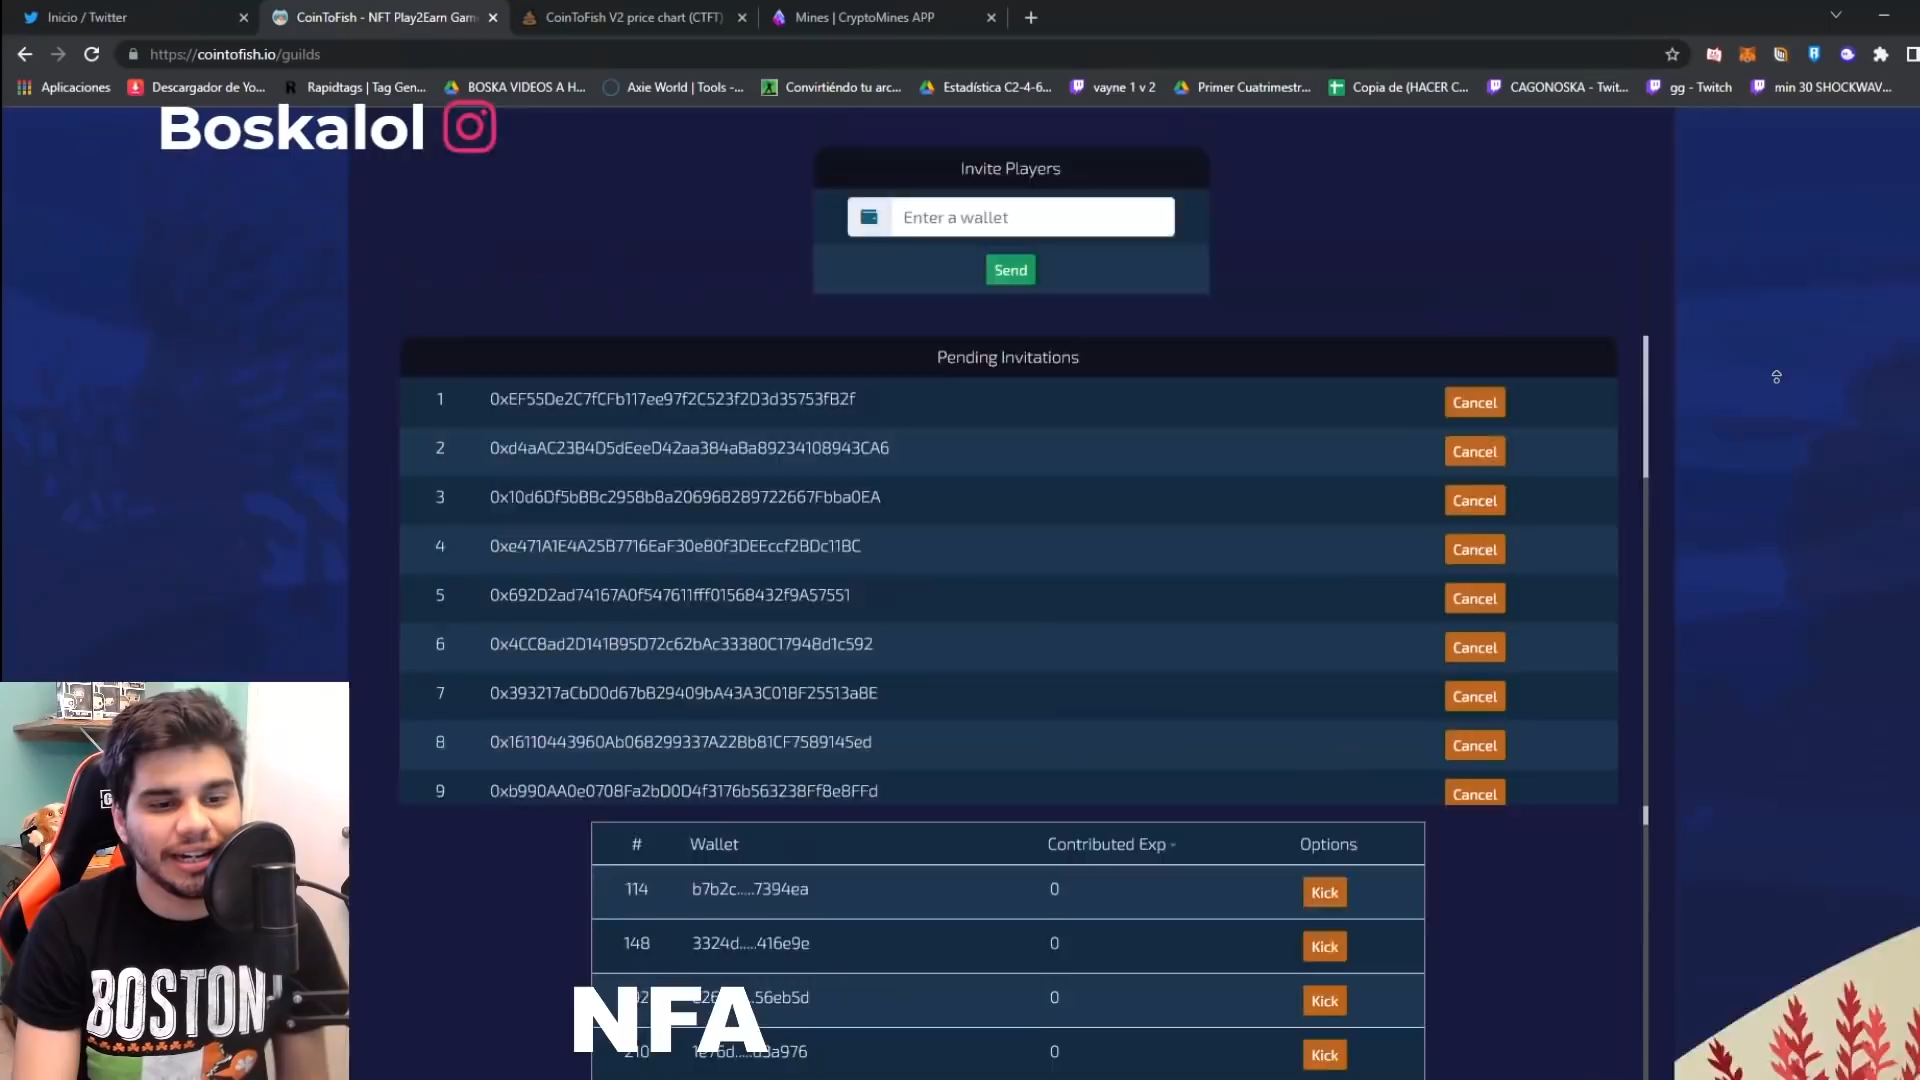 Inicio / Twitter
CoinToFish - NFT Play2Earn Gam
CoinToFish V2 price chart (CTFT)
Mines | CryptoMines APP
https://cointofish.io/guilds
Aplicaciones
Descargador de Yo...
Rapidtags | Tag Gen...
BOSKA VIDEOS A H...
Axie World | Tools -...
Convirtiéndo tu arc...
Estadística C2-4-6...
vayne 1 v 2
Primer Cuatrimestr...
Copia de (HACER C...
CAGONOSKA - Twit...
gg - Twitch
min 30 SHOCKWAV...
Boskalol
Invite Players
Enter a wallet
Send
Pending Invitations
1 0xEF55De2C7fCFb117ee97f2C523f2D3d35753fB2f Cancel
2 0xd4aAC23B4D5dEeeD42aa384aBa89234108943CA6 Cancel
3 0x10d6Df5bBBc2958b8a20696B289722667Fbba0EA Cancel
4 0xe471A1E4A25B7716EaF30e80f3DEEccf2BDc11BC Cancel
5 0x692D2ad74167A0f547611fff01568432f9A57551 Cancel
6 0x4CC8ad2D141B95D72c62bAc33380C17948d1c592 Cancel
7 0x393217aCbD0d67bB29409bA43A3C018F25513aBE Cancel
8 0x16110443960Ab068299337A22Bb81CF7589145ed Cancel
9 0xb990AA0e0708Fa2bD0D4f3176b563238Ff8e8FFd Cancel
# Wallet Contributed Exp Options
114 b7b2c.....7394ea 0 Kick
148 3324d.....416e9e 0 Kick
56eb5d 0 Kick
210 0 Kick
NFA
BOSTON